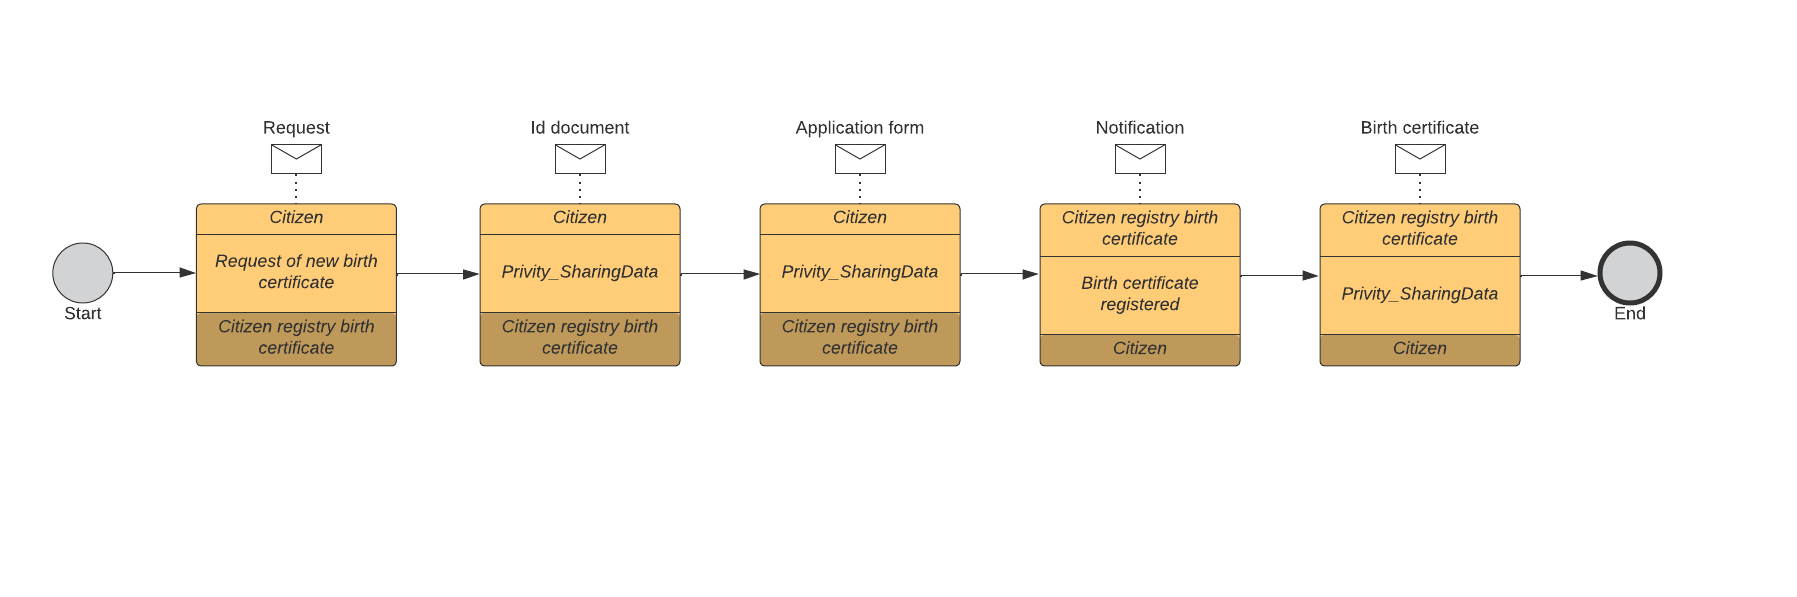 Request
Id document
Application form
Notification
Birth certificate
Start
Citizen
Request of new birth
certificate
Citizen registry birth
certificate
Citizen
Privity_SharingData
Citizen registry birth
certificate
Citizen
Privity_SharingData
Citizen registry birth
certificate
Citizen registry birth
certificate
Birth certificate
registered
Citizen
Citizen registry birth
certificate
Privity_SharingData
Citizen
End